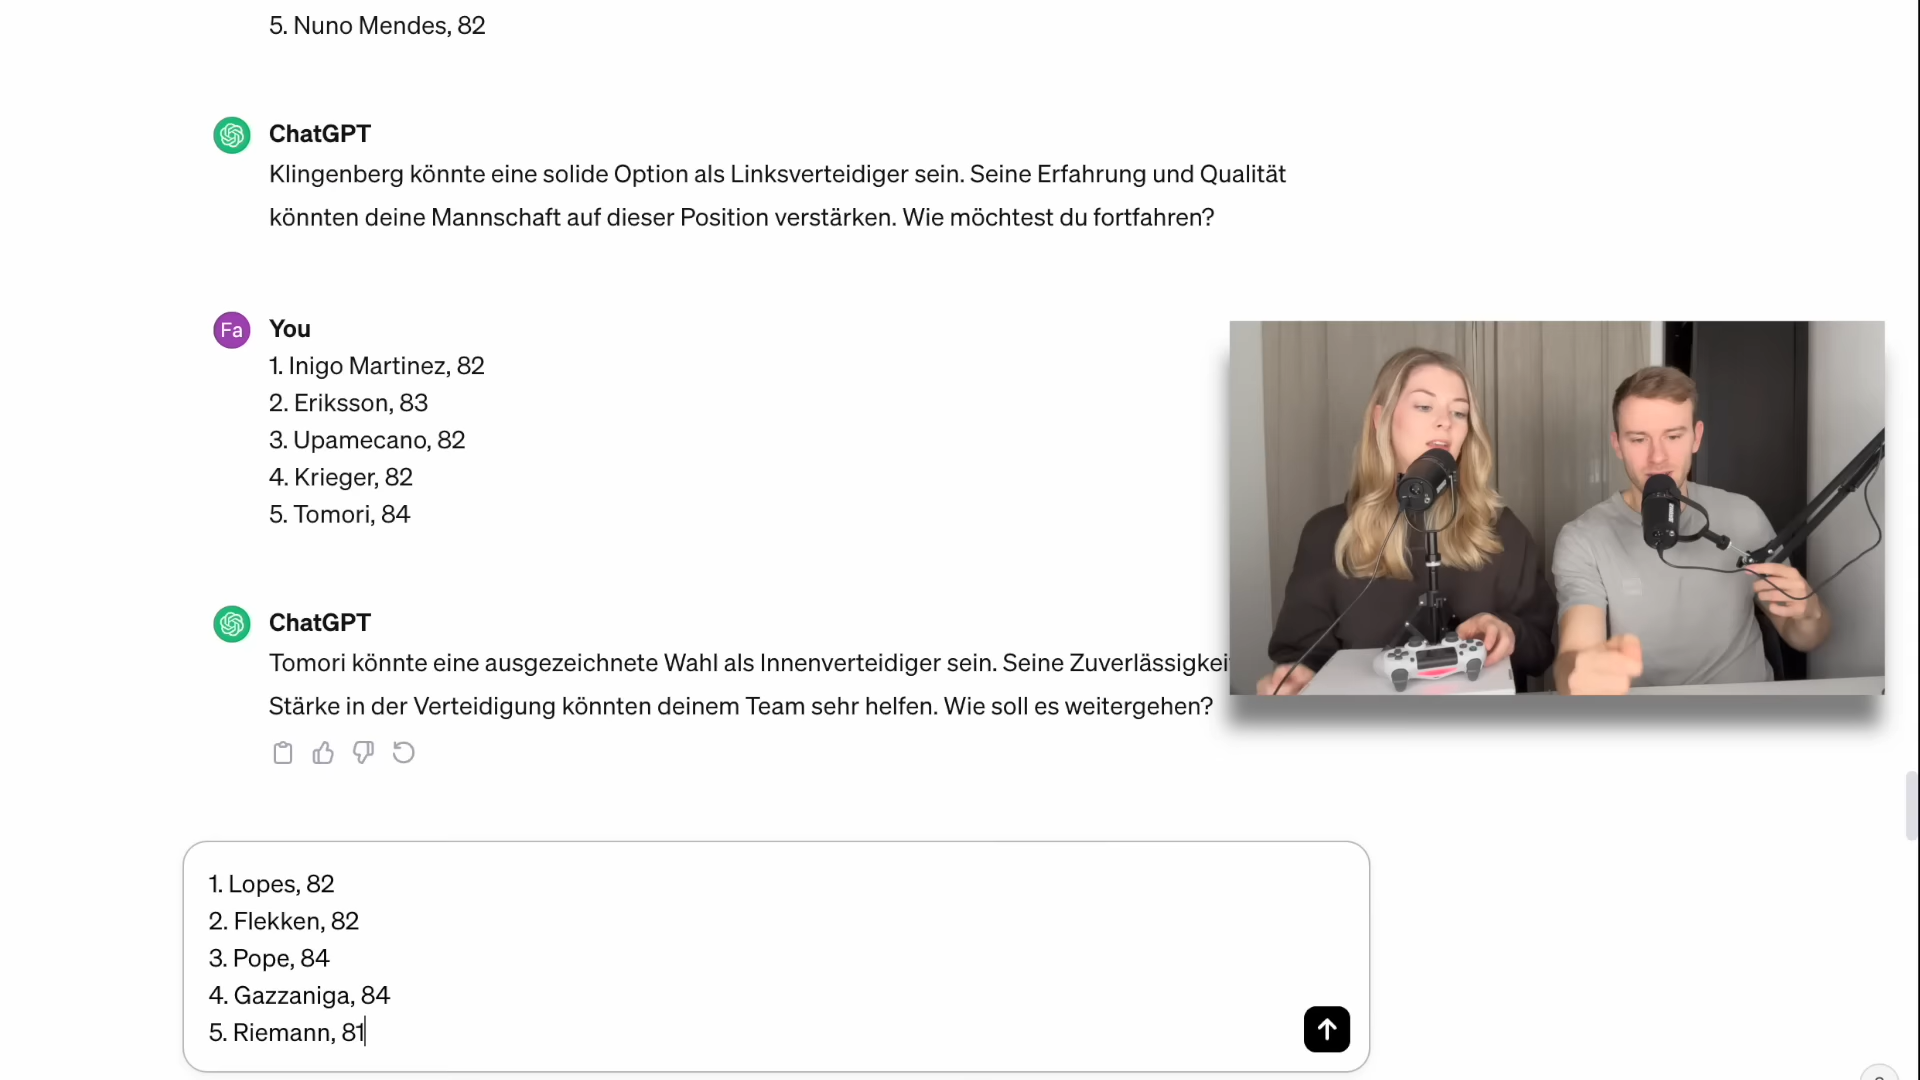 5. Nuno Mendes, 82
ChatGPT
Klingenberg könnte eine solide Option als Linksverteidiger sein. Seine Erfahrung und Qualität
könnten deine Mannschaft auf dieser Position verstärken. Wie möchtest du fortfahren?
Fa
You
1. Inigo Martinez, 82
2. Eriksson, 83
3. Upamecano, 82
4. Krieger, 82
5. Tomori, 84
ChatGPT
Tomori könnte eine ausgezeichnete Wahl als Innenverteidiger sein. Seine
Stärke in der Verteidigung könnten deinem Team sehr helfen. Wie soll es weitergehen?
1. Lopes, 82
2. Flekken, 82
3. Pope, 84
4. Gazzaniga, 84
5. Riemann, 81